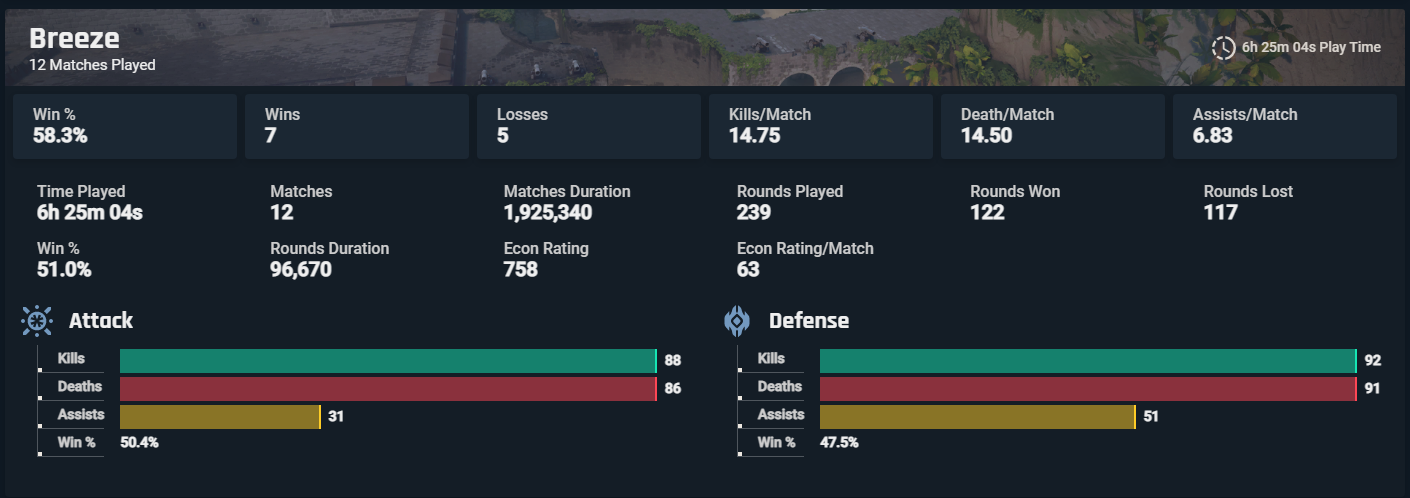 Breeze
12 Matches Played
6h 25m 04s Play Time
Win % Wins Losses Kills/Match Death/Match Assists/Match
58.3% 7 5 14.75 14.50 6.83
Time Played Matches Matches Duration Rounds Played Rounds Won Rounds Lost
6h 25m 04s 12 1,925,340 239 122 117
Win % Rounds Duration Econ Rating Econ Rating/Match
51.0% 96,670 758 63
Attack
Kills 88
Deaths 86
Assists 31
Win % 50.4%
Defense
Kills 92
Deaths 91
Assists 51
Win % 47.5%